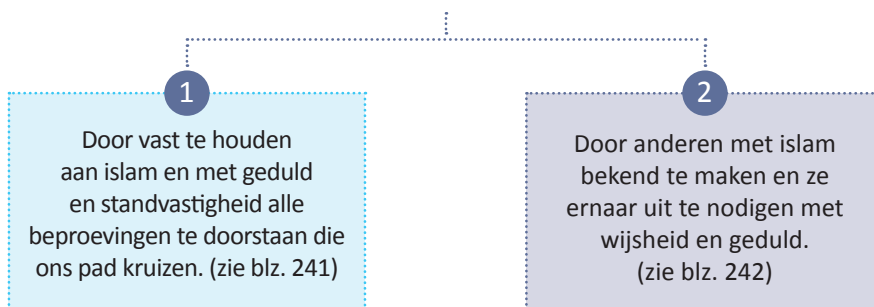 1
Door vast te houden
aan islam en met geduld
en standvastigheid alle
beproevingen te doorstaan die
ons pad kruizen. (zie blz. 241)
2
Door anderen met islam
bekend te maken en ze
ernaar uit te nodigen met
wijsheid en geduld.
(zie blz. 242)